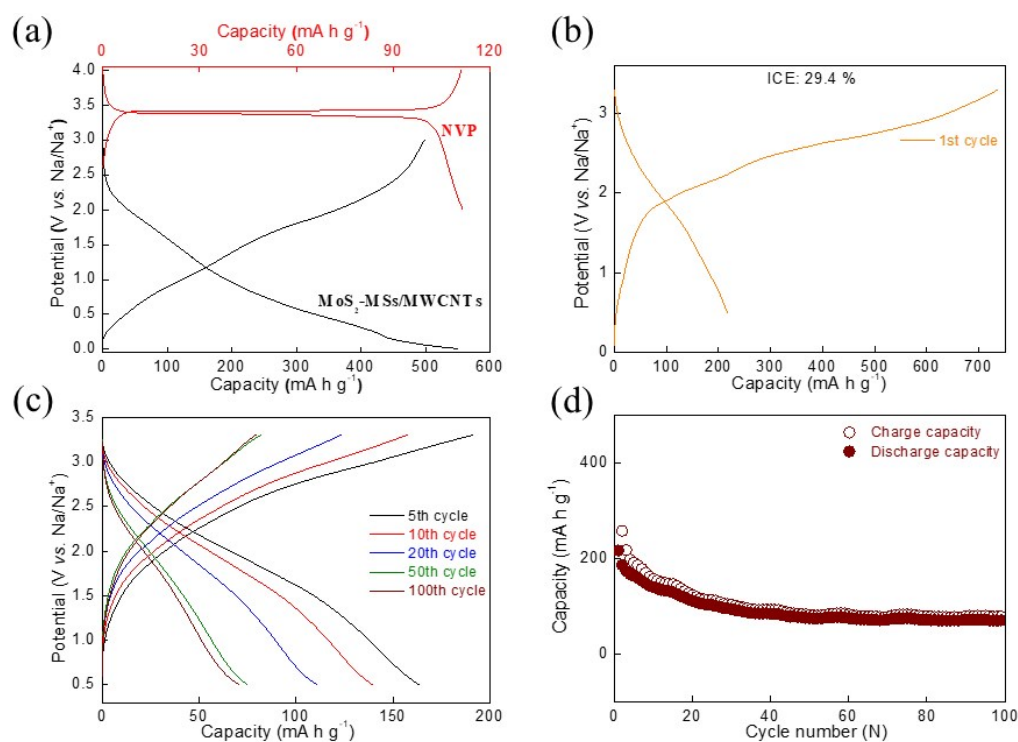 (a)
Capacity (mA h g⁻¹)
0 30 60 90 120
4.0
3.5
3.0
2.5
2.0
1.5
1.0
0.5
0.0
Potential (V vs. Na/Na⁺)
NVP
MoS₂-MSs/MWCNTs
0 100 200 300 400 500 600
Capacity (mA h g⁻¹)
(b)
ICE: 29.4 %
1st cycle
3
2
1
0
Potential (V vs. Na/Na⁺)
0 100 200 300 400 500 600 700
Capacity (mA h g⁻¹)
(c)
3.5
3.0
2.5
2.0
1.5
1.0
0.5
Potential (V vs. Na/Na⁺)
5th cycle
10th cycle
20th cycle
50th cycle
100th cycle
0 50 100 150 200
Capacity (mA h g⁻¹)
(d)
Charge capacity
Discharge capacity
400
200
0
Capacity (mA h g⁻¹)
0 20 40 60 80 100
Cycle number (N)